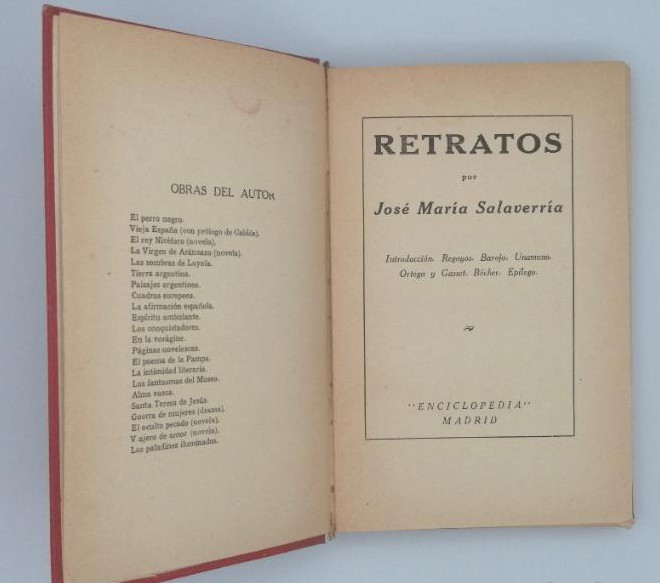 OBRAS DEL AUTOR
El perro negro.
Vieja España (con prólogo de Galdós).
El rey Nicéforo (novela).
La Virgen de Aránzazu (novela).
Las sombras de Loyola.
Tierra argentina.
Paisajes argentinos.
Cuadros europeos.
La afirmación española.
Espíritu ambulante.
Los conquistadores.
En la vorágine.
Páginas novelescas.
El poema de la Pampa.
La intimidad literaria.
Los fantasmas del Museo.
Alma vasca.
Santa Teresa de Jesús.
Guerra de mujeres (drama).
El oculto pecado (novela).
V ajero de amor (novela).
Los paladines iluminados.
RETRATOS
por
José María Salaverría
Introducción. Regoyos. Baroja. Unamuno.
Ortega y Gasset. Bécher. Epílogo.
"ENCICLOPEDIA"
MADRID